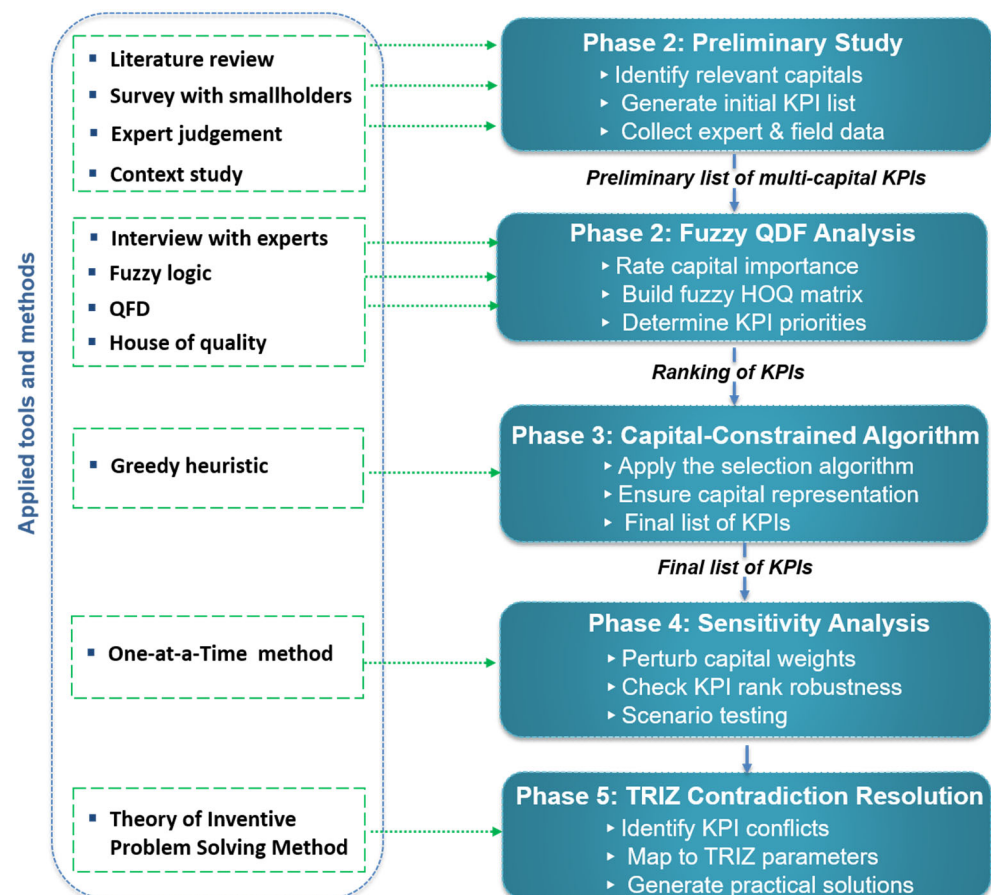 Applied tools and methods
▪ Literature review
▪ Survey with smallholders
▪ Expert judgement
▪ Context study
Phase 2: Preliminary Study
▸ Identify relevant capitals
▸ Generate initial KPI list
▸ Collect expert & field data
Preliminary list of multi-capital KPIs
▪ Interview with experts
▪ Fuzzy logic
▪ QFD
▪ House of quality
Phase 2: Fuzzy QDF Analysis
▸ Rate capital importance
▸ Build fuzzy HOQ matrix
▸ Determine KPI priorities
Ranking of KPIs
▪ Greedy heuristic
Phase 3: Capital-Constrained Algorithm
▸ Apply the selection algorithm
▸ Ensure capital representation
▸ Final list of KPIs
Final list of KPIs
▪ One-at-a-Time method
Phase 4: Sensitivity Analysis
▸ Perturb capital weights
▸ Check KPI rank robustness
▸ Scenario testing
▪ Theory of Inventive
Problem Solving Method
Phase 5: TRIZ Contradiction Resolution
▸ Identify KPI conflicts
▸ Map to TRIZ parameters
▸ Generate practical solutions